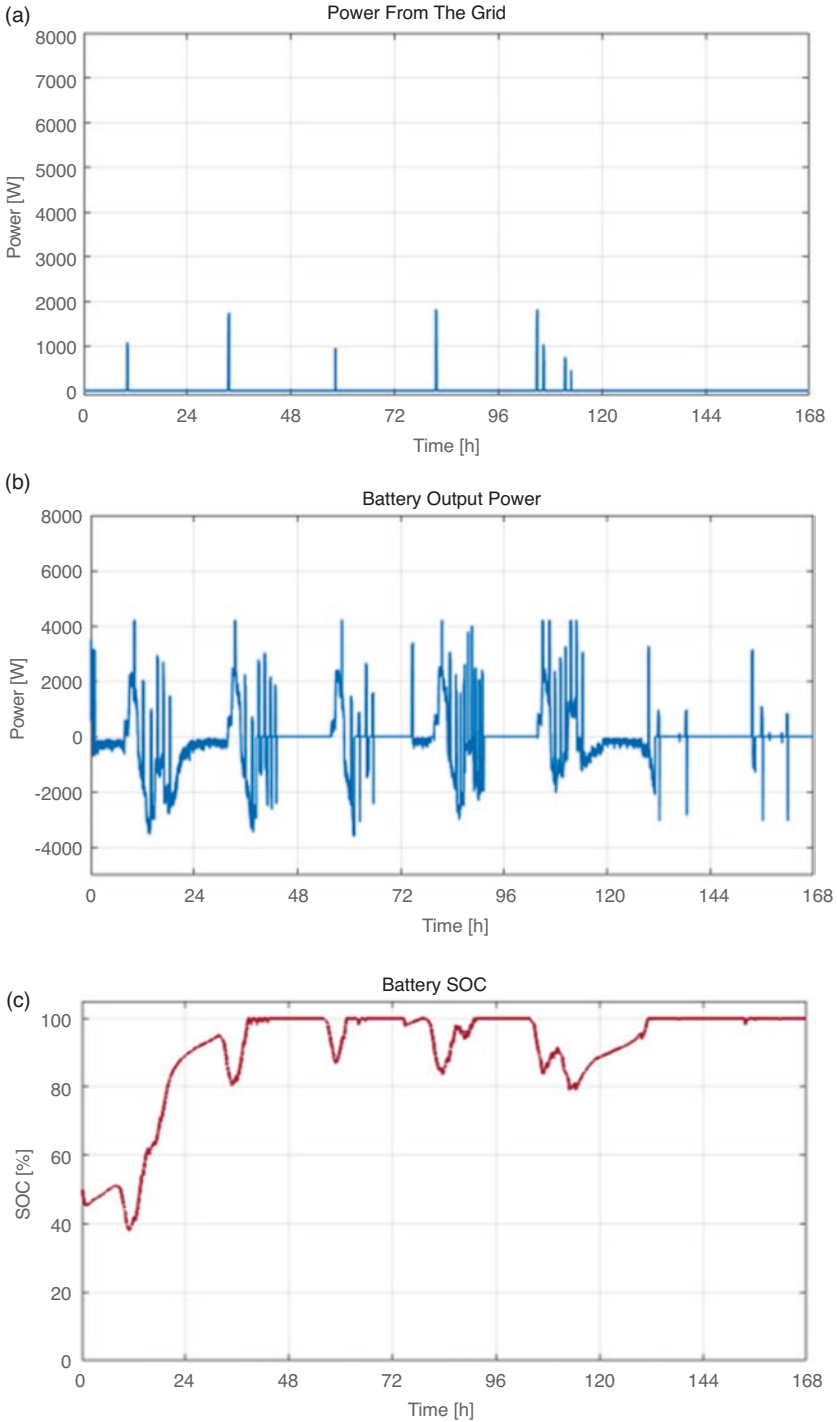 (a)
Power From The Grid
8000
7000
6000
5000
4000
3000
2000
1000
0
Power [W]
0 24 48 72 96 120 144 168
Time [h]
(b)
Battery Output Power
8000
6000
4000
2000
0
-2000
-4000
Power [W]
0 24 48 72 96 120 144 168
Time [h]
(c)
Battery SOC
100
80
60
40
20
0
SOC [%]
0 24 48 72 96 120 144 168
Time [h]